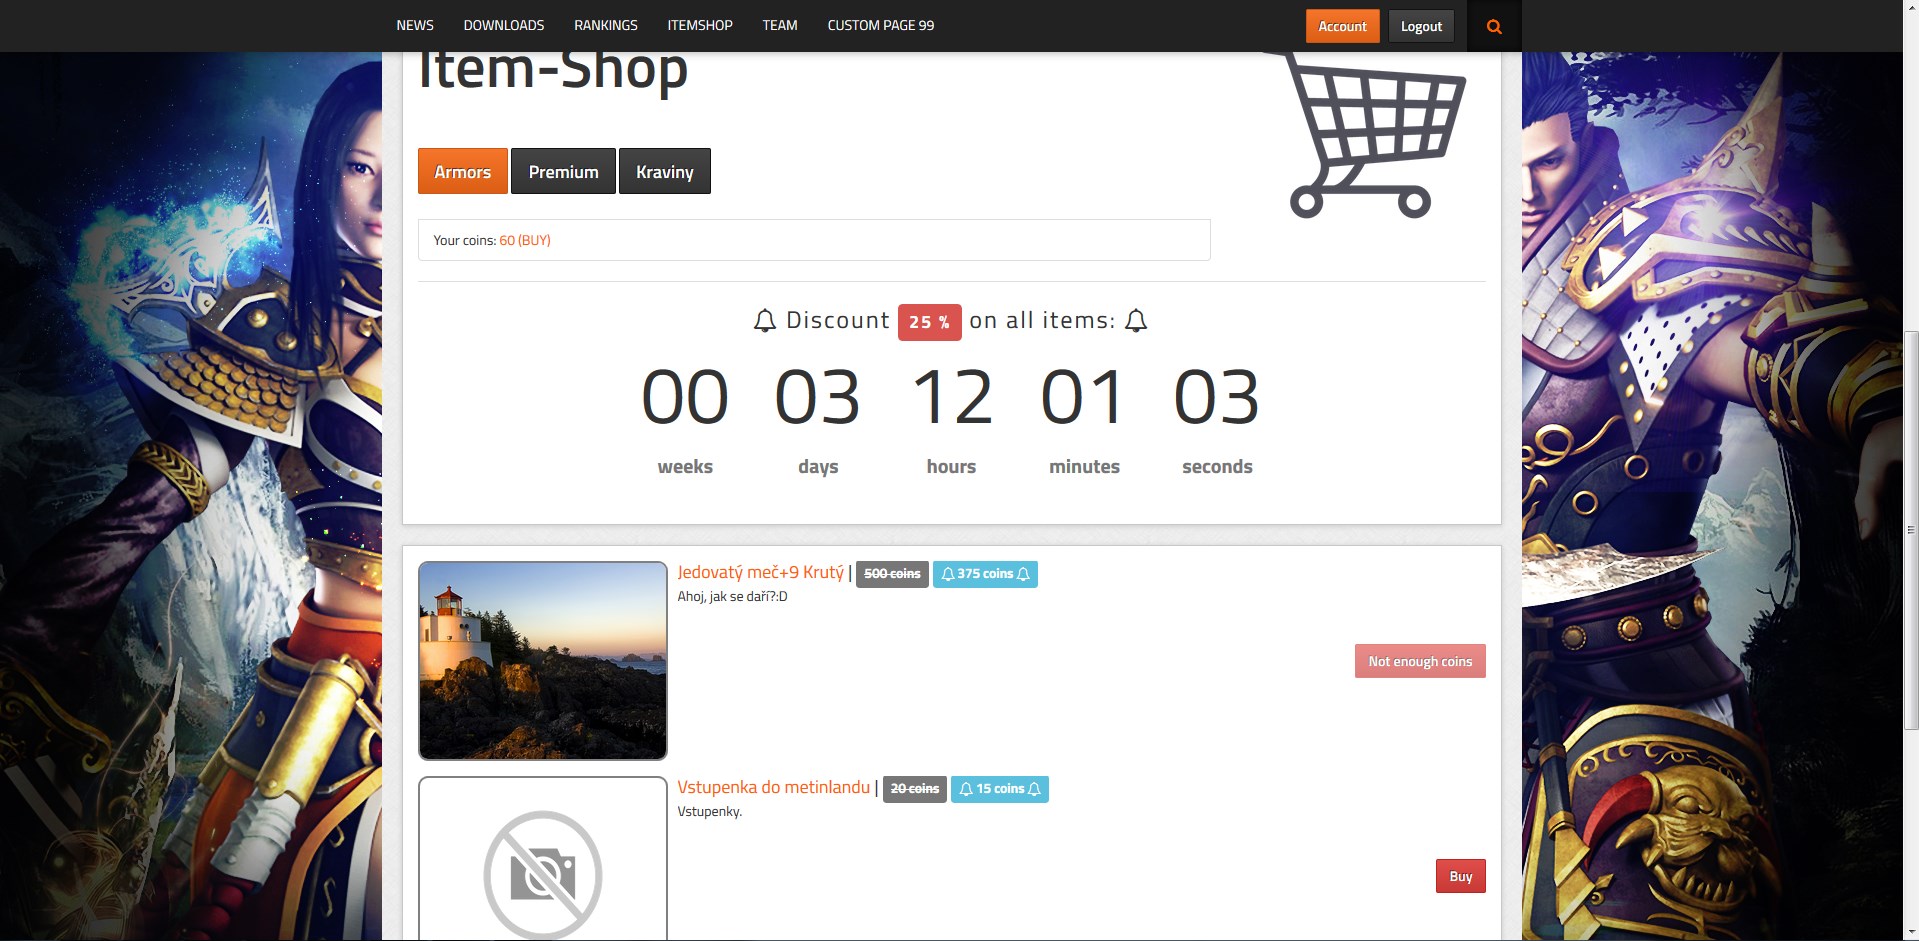 NEWS DOWNLOADS RANKINGS ITEMSHOP TEAM CUSTOM PAGE 99 Account Logout
Item-Shop
Armors Premium Kraviny
Your coins: 60 (BUY)
Discount 25 % on all items:
00 03 12 01 03
weeks days hours minutes seconds
Jedovatý meč+9 Krutý | 500 coins 375 coins
Ahoj, jak se daří?:D
Not enough coins
Vstupenka do metinlandu | 20 coins 15 coins
Vstupenky.
Buy